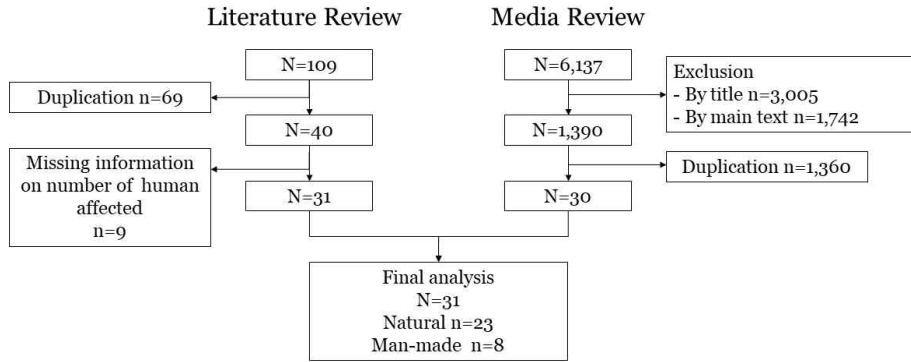 Literature Review
Media Review
N=109
N=6,137
Duplication n=69
Exclusion
- By title n=3,005
- By main text n=1,742
N=40
N=1,390
Missing information
on number of human
affected
n=9
Duplication n=1,360
N=31
N=30
Final analysis
N=31
Natural n=23
Man-made n=8